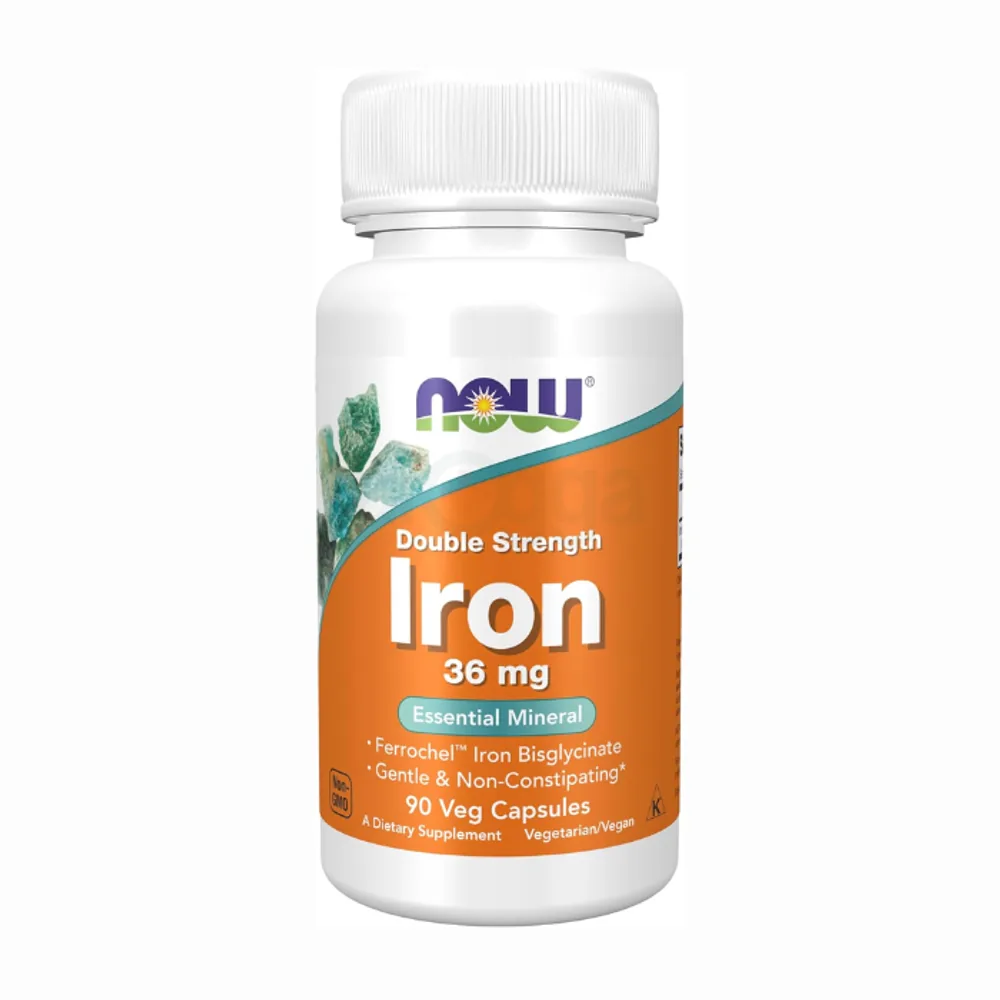 NOW®
Double Strength
Iron
36 mg
Essential Mineral
• Ferrochel™ Iron Bisglycinate
• Gentle & Non-Constipating*
90 Veg Capsules
Non-
GMO
K
A Dietary Supplement Vegetarian/Vegan